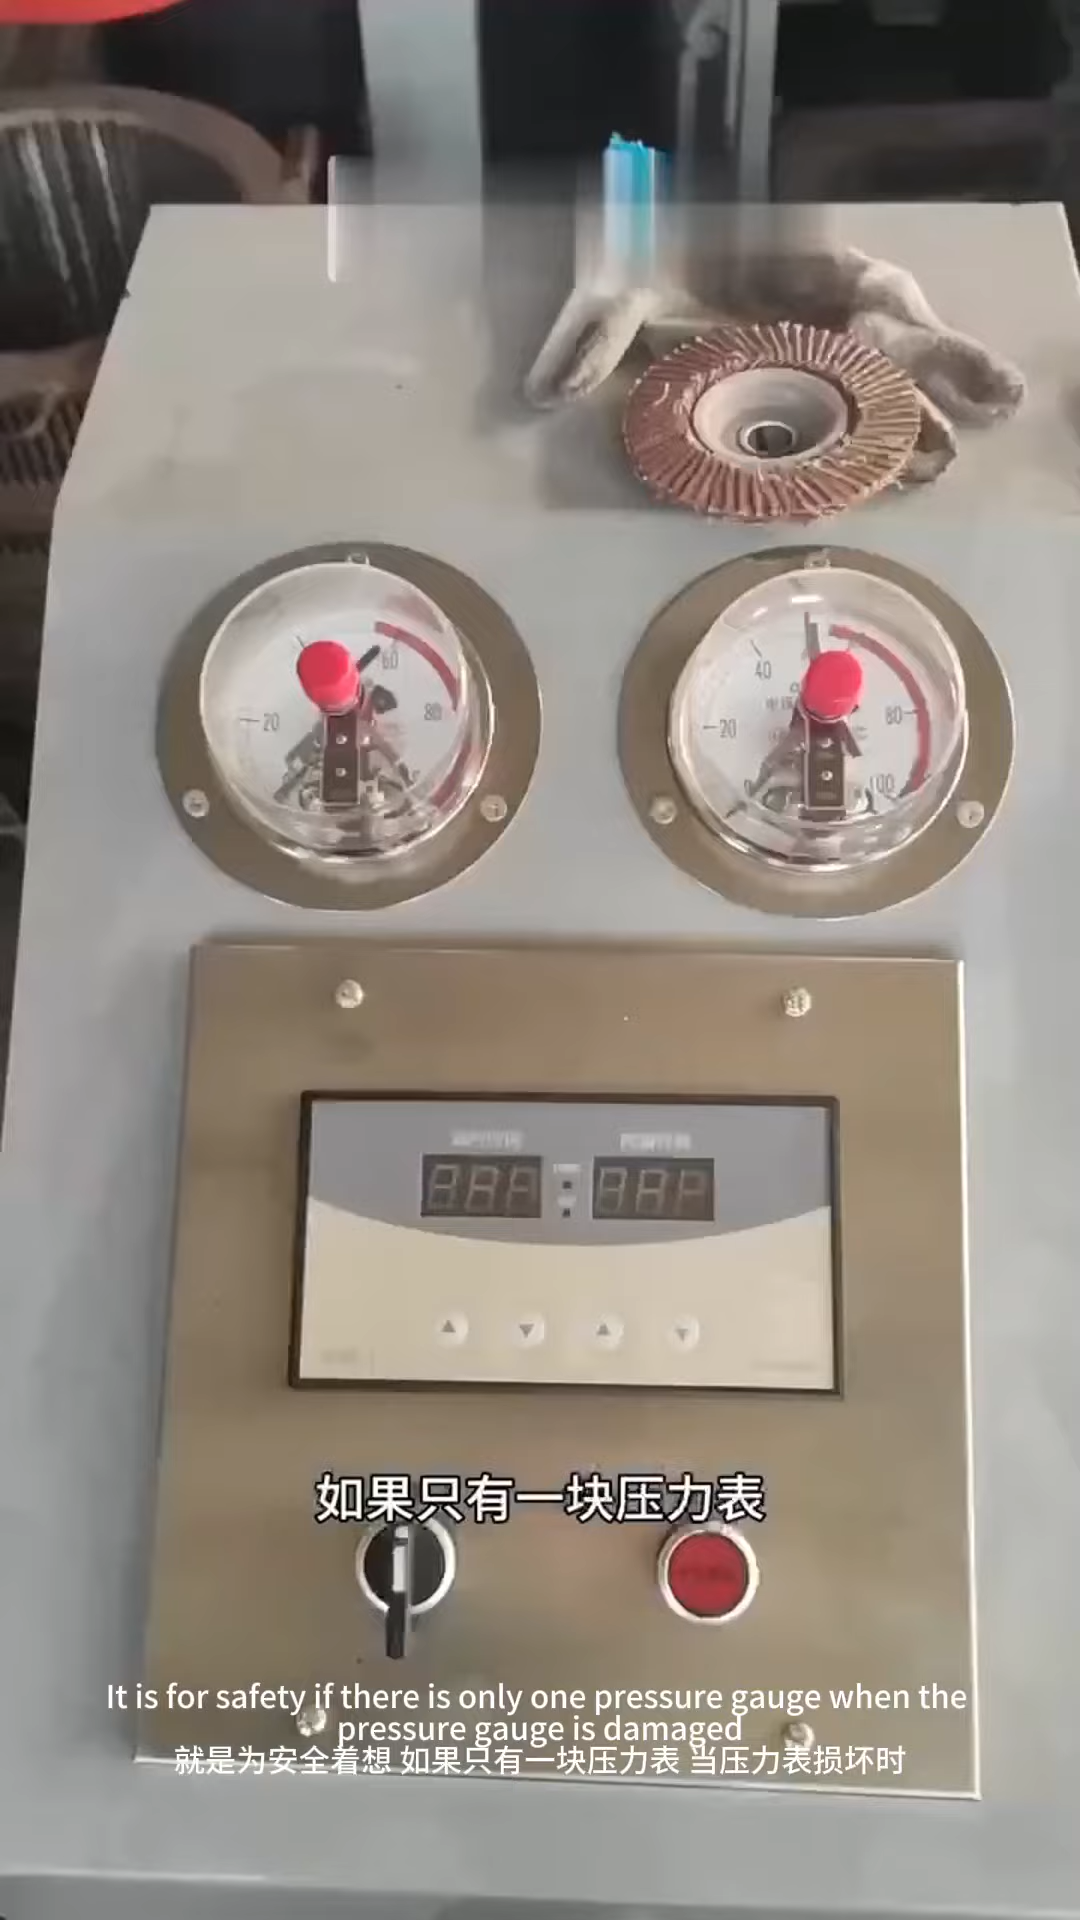 60
20
80
40
20
80
100
如果只有一块压力表
It is for safety if there is only one pressure gauge when the
pressure gauge is damaged
就是为安全着想 如果只有一块压力表 当压力表损坏时